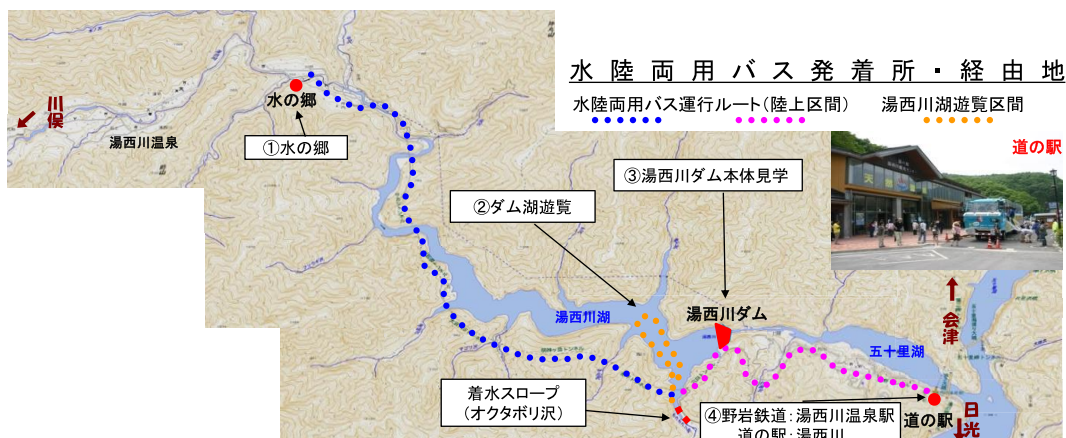 水陸両用バス発着所・経由地
水陸両用バス運行ルート（陸上区間）
湯西川湖遊覧区間
道の駅
川俣
湯西川温泉
水の郷
①水の郷
②ダム湖遊覧
③湯西川ダム本体見学
湯西川湖
湯西川ダム
五十里湖
会津
着水スロープ
（オクタボリ沢）
④野岩鉄道：湯西川温泉駅
道の駅：湯西川
道の駅
日光